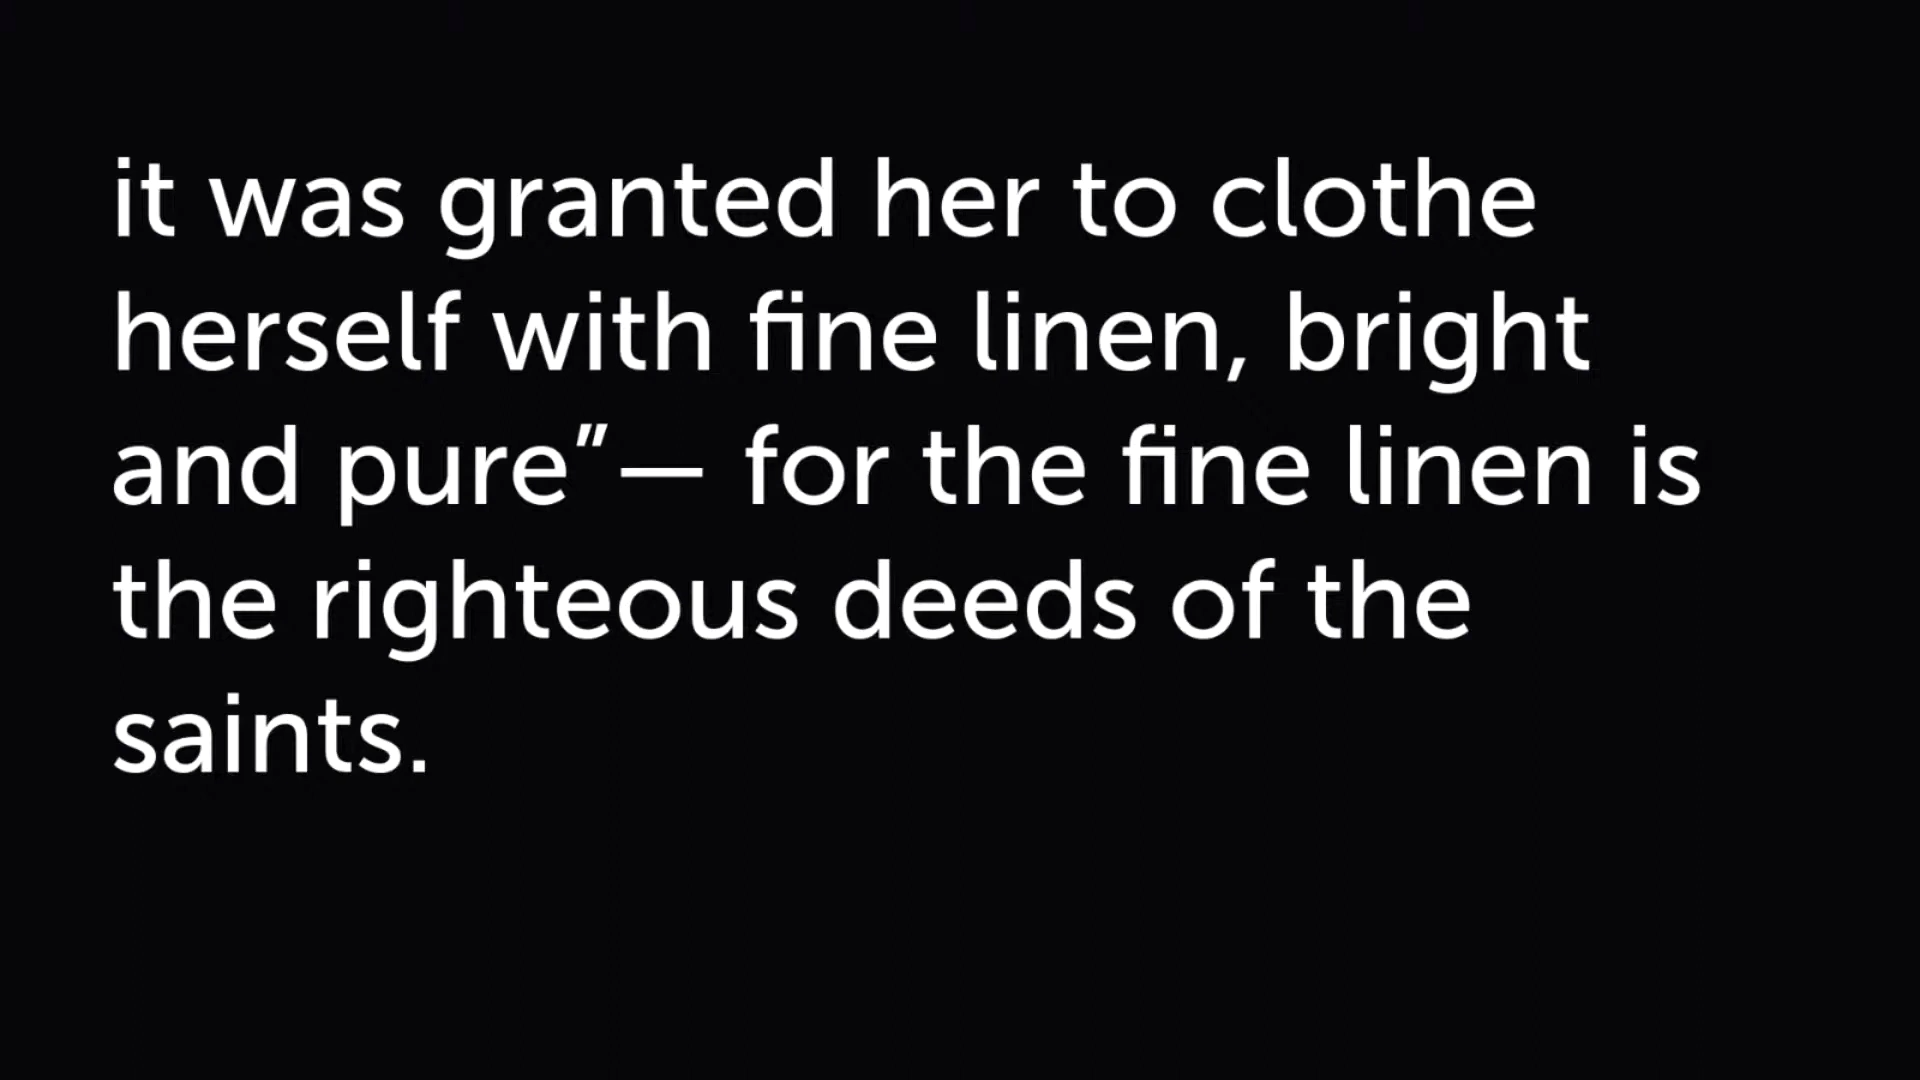 it was granted her to clothe
herself with fine linen, bright
and pure”— for the fine linen is
the righteous deeds of the
saints.